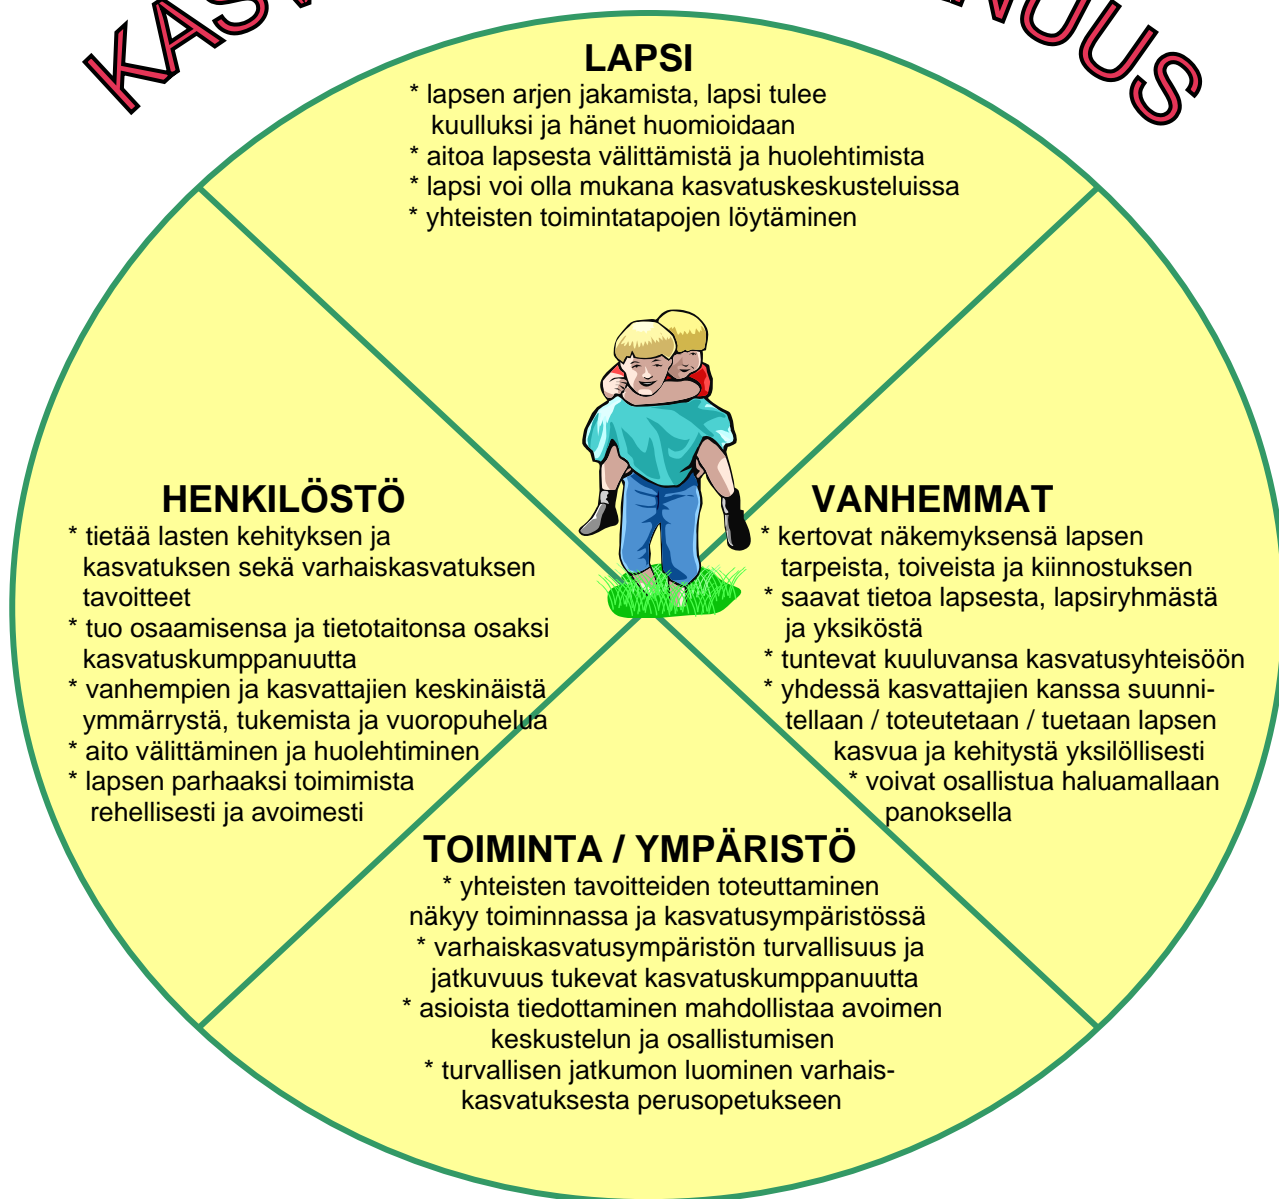 KASV NUUS
LAPSI
* lapsen arjen jakamista, lapsi tulee
kuulluksi ja hänet huomioidaan
* aitoa lapsesta välittämistä ja huolehtimista
* lapsi voi olla mukana kasvatuskeskusteluissa
* yhteisten toimintatapojen löytäminen
HENKILÖSTÖ
* tietää lasten kehityksen ja
kasvatuksen sekä varhaiskasvatuksen
tavoitteet
* tuo osaamisensa ja tietotaitonsa osaksi
kasvatuskumppanuutta
* vanhempien ja kasvattajien keskinäistä
ymmärrystä, tukemista ja vuoropuhelua
* aito välittäminen ja huolehtiminen
* lapsen parhaaksi toimimista
rehellisesti ja avoimesti
VANHEMMAT
* kertovat näkemyksensä lapsen
tarpeista, toiveista ja kiinnostuksen
* saavat tietoa lapsesta, lapsiryhmästä
ja yksiköstä
* tuntevat kuuluvansa kasvatusyhteisöön
* yhdessä kasvattajien kanssa suunni-
tellaan / toteutetaan / tuetaan lapsen
kasvua ja kehitystä yksilöllisesti
* voivat osallistua haluamallaan
panoksella
TOIMINTA / YMPÄRISTÖ
* yhteisten tavoitteiden toteuttaminen
näkyy toiminnassa ja kasvatusympäristössä
* varhaiskasvatusympäristön turvallisuus ja
jatkuvuus tukevat kasvatuskumppanuutta
* asioista tiedottaminen mahdollistaa avoimen
keskustelun ja osallistumisen
* turvallisen jatkumon luominen varhais-
kasvatuksesta perusopetukseen